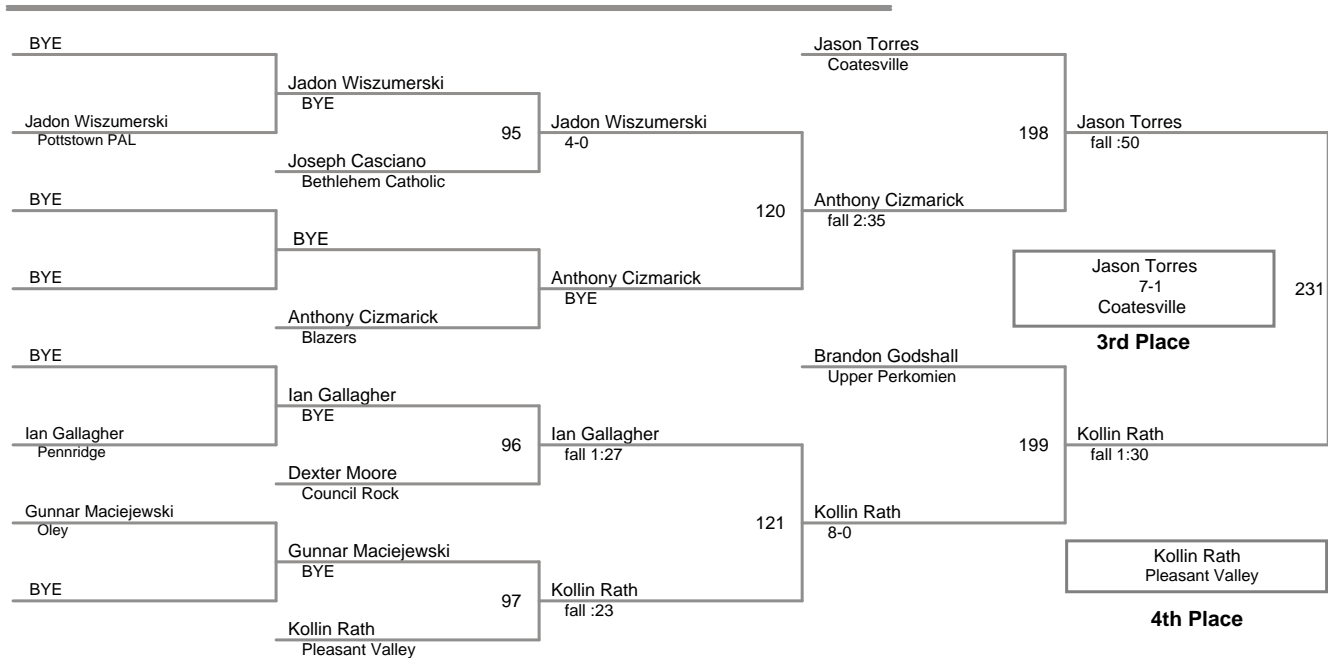 BYE
Jadon Wiszumerski
Pottstown PAL
BYE
BYE
BYE
Ian Gallagher
Pennridge
Gunnar Maciejewski
Oley
BYE
Jadon Wiszumerski
BYE
95
Joseph Casciano
Bethlehem Catholic
BYE
Anthony Cizmarick
Blazers
Ian Gallagher
BYE
96
Dexter Moore
Council Rock
Gunnar Maciejewski
BYE
97
Kollin Rath
Pleasant Valley
Jadon Wiszumerski
4-0
120
Anthony Cizmarick
BYE
Ian Gallagher
fall 1:27
121
Kollin Rath
fall :23
Jason Torres
Coatesville
198
Anthony Cizmarick
fall 2:35
Brandon Godshall
Upper Perkomien
199
Kollin Rath
8-0
Jason Torres
fall :50
231
Kollin Rath
fall 1:30
Jason Torres
7-1
Coatesville
3rd Place
Kollin Rath
Pleasant Valley
4th Place